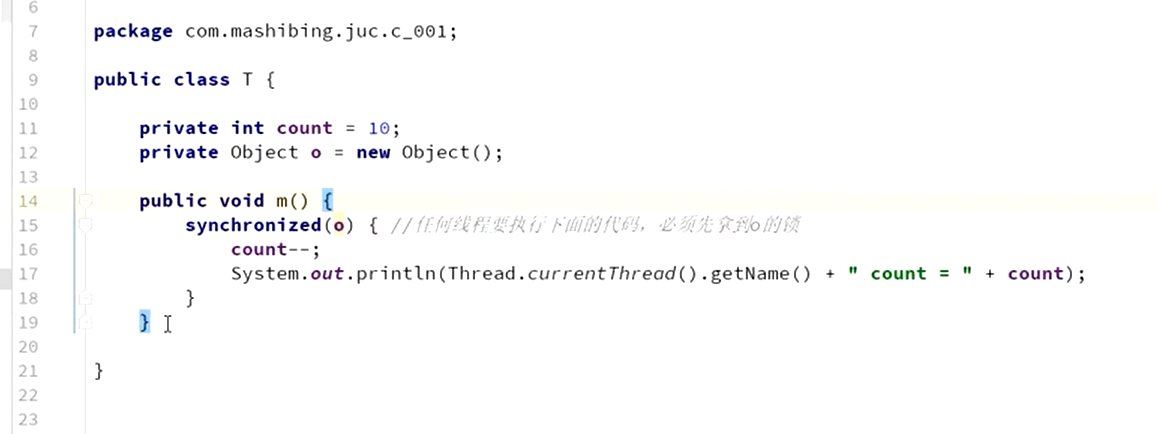 6
7 package com.mashibing.juc.c_001;
8
9 public class T {
10
11 private int count = 10;
12 private Object o = new Object();
13
14 public void m() {
15 synchronized(o) { //任何线程要执行下面的代码，必须先拿到o的锁
16 count--;
17 System.out.println(Thread.currentThread().getName() + " count = " + count);
18 }
19 }
20
21 }
22
23